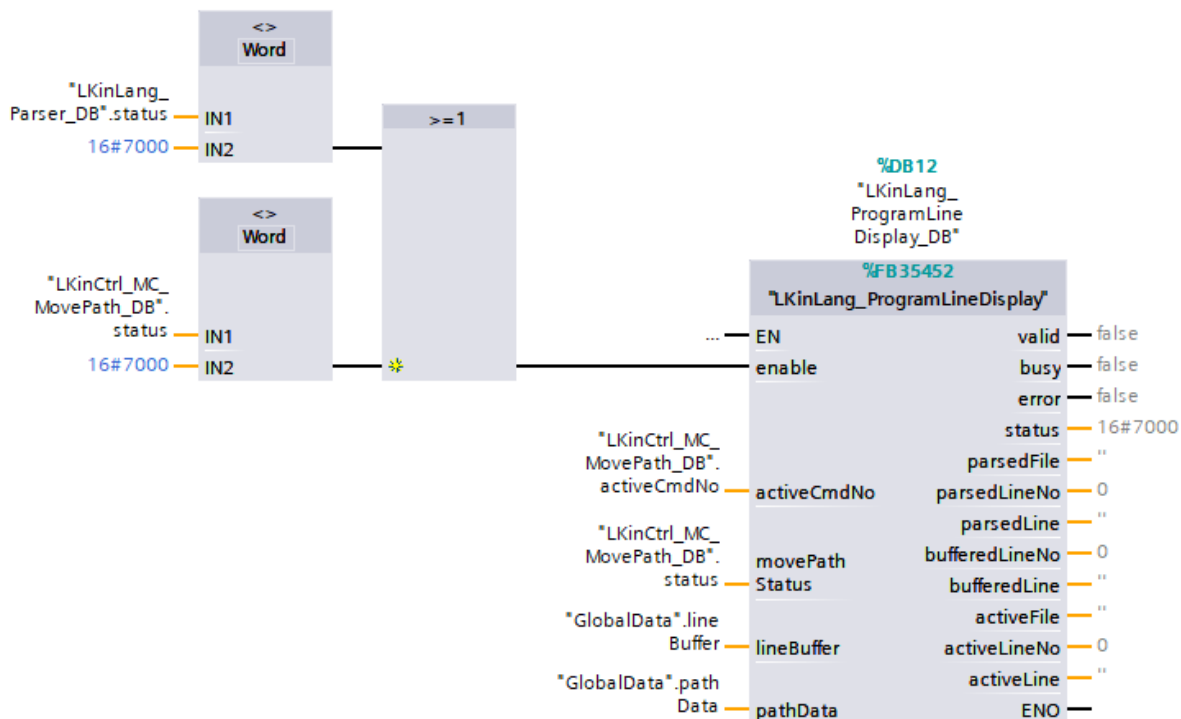 <>
Word
"LKinLang_
Parser_DB".status
IN1
16#7000
IN2
>=1
<>
Word
"LKinCtrl_MC_
MovePath_DB".
status
IN1
16#7000
IN2
%DB12
"LKinLang_
ProgramLine
Display_DB"
%FB35452
"LKinLang_ProgramLineDisplay"
... EN valid false
enable busy false
error false
status 16#7000
"LKinCtrl_MC_
MovePath_DB".
activeCmdNo
parsedFile ''
activeCmdNo parsedLineNo 0
parsedLine ''
"LKinCtrl_MC_
MovePath_DB".
status
movePath
Status
bufferedLineNo 0
bufferedLine ''
"GlobalData".line
Buffer
lineBuffer
activeFile ''
activeLineNo 0
activeLine ''
"GlobalData".path
Data
pathData ENO